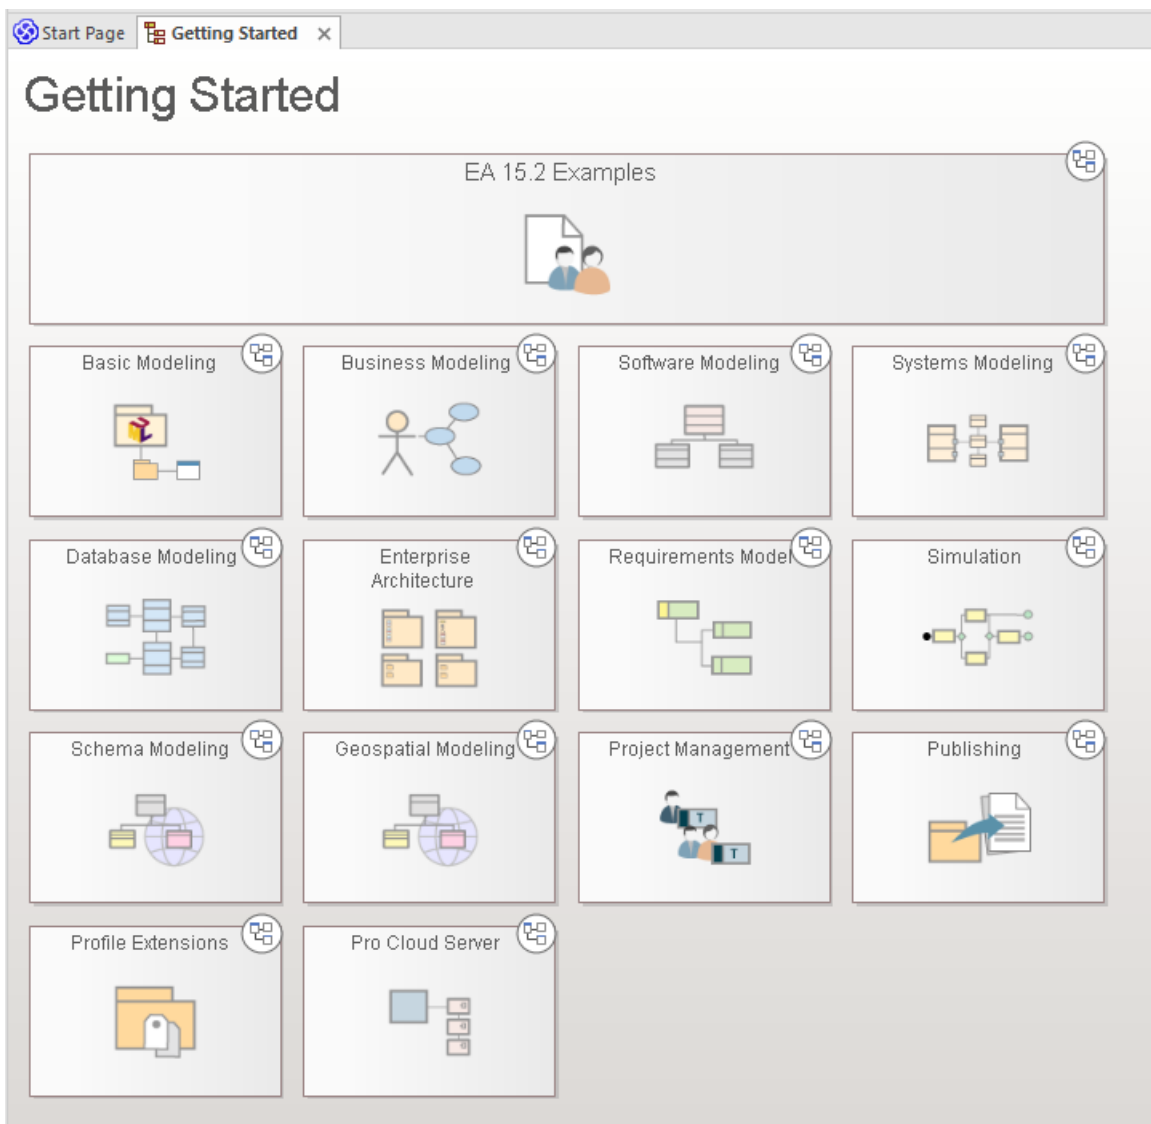 Start Page
Getting Started
Getting Started
EA 15.2 Examples
Basic Modeling
Business Modeling
Software Modeling
Systems Modeling
Database Modeling
Enterprise
Architecture
Requirements Model
Simulation
Schema Modeling
Geospatial Modeling
Project Management
T
T
Publishing
Profile Extensions
Pro Cloud Server